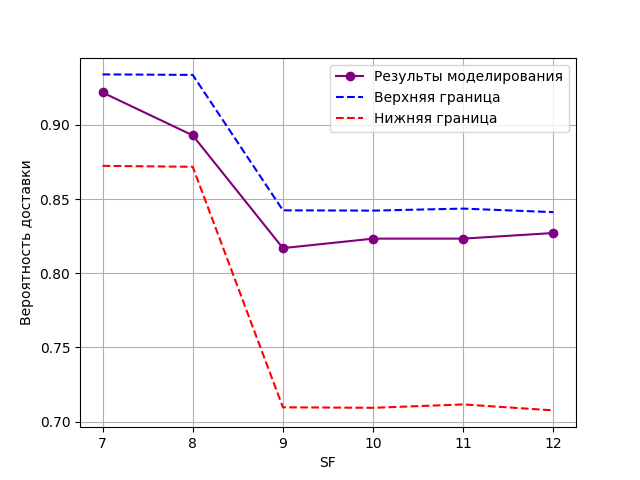 Результы моделирования
Верхняя граница
Нижняя граница
Вероятность доставки
0.90
0.85
0.80
0.75
0.70
7 8 9 10 11 12
SF